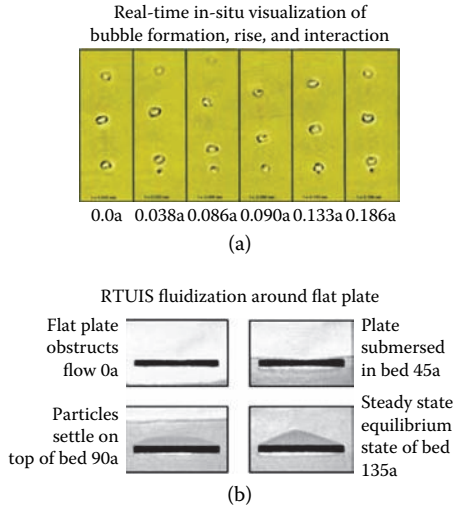 Real-time in-situ visualization of
bubble formation, rise, and interaction
0.0a 0.038a 0.086a 0.090a 0.133a 0.186a
(a)
RTUIS fluidization around flat plate
Flat plate
obstructs
flow 0a
Plate
submersed
in bed 45a
Particles
settle on
top of bed 90a
Steady state
equilibrium
state of bed
135a
(b)